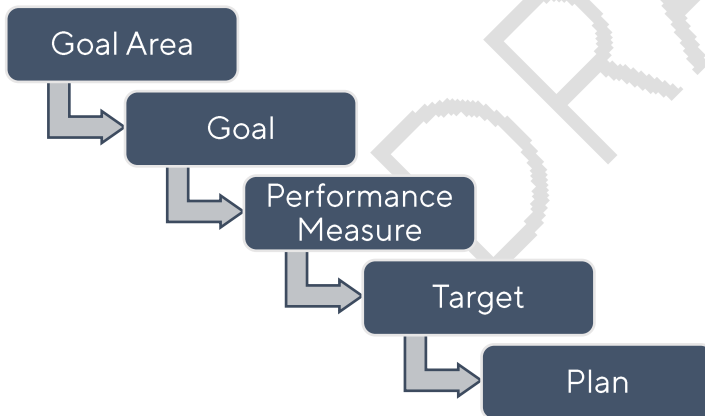 Goal Area
Goal
Performance
Measure
Target
Plan